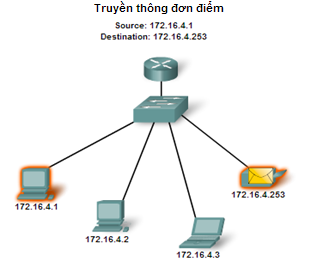 Truyền thông đơn điểm
Source: 172.16.4.1
Destination: 172.16.4.253
172.16.4.1
172.16.4.253
172.16.4.2
172.16.4.3